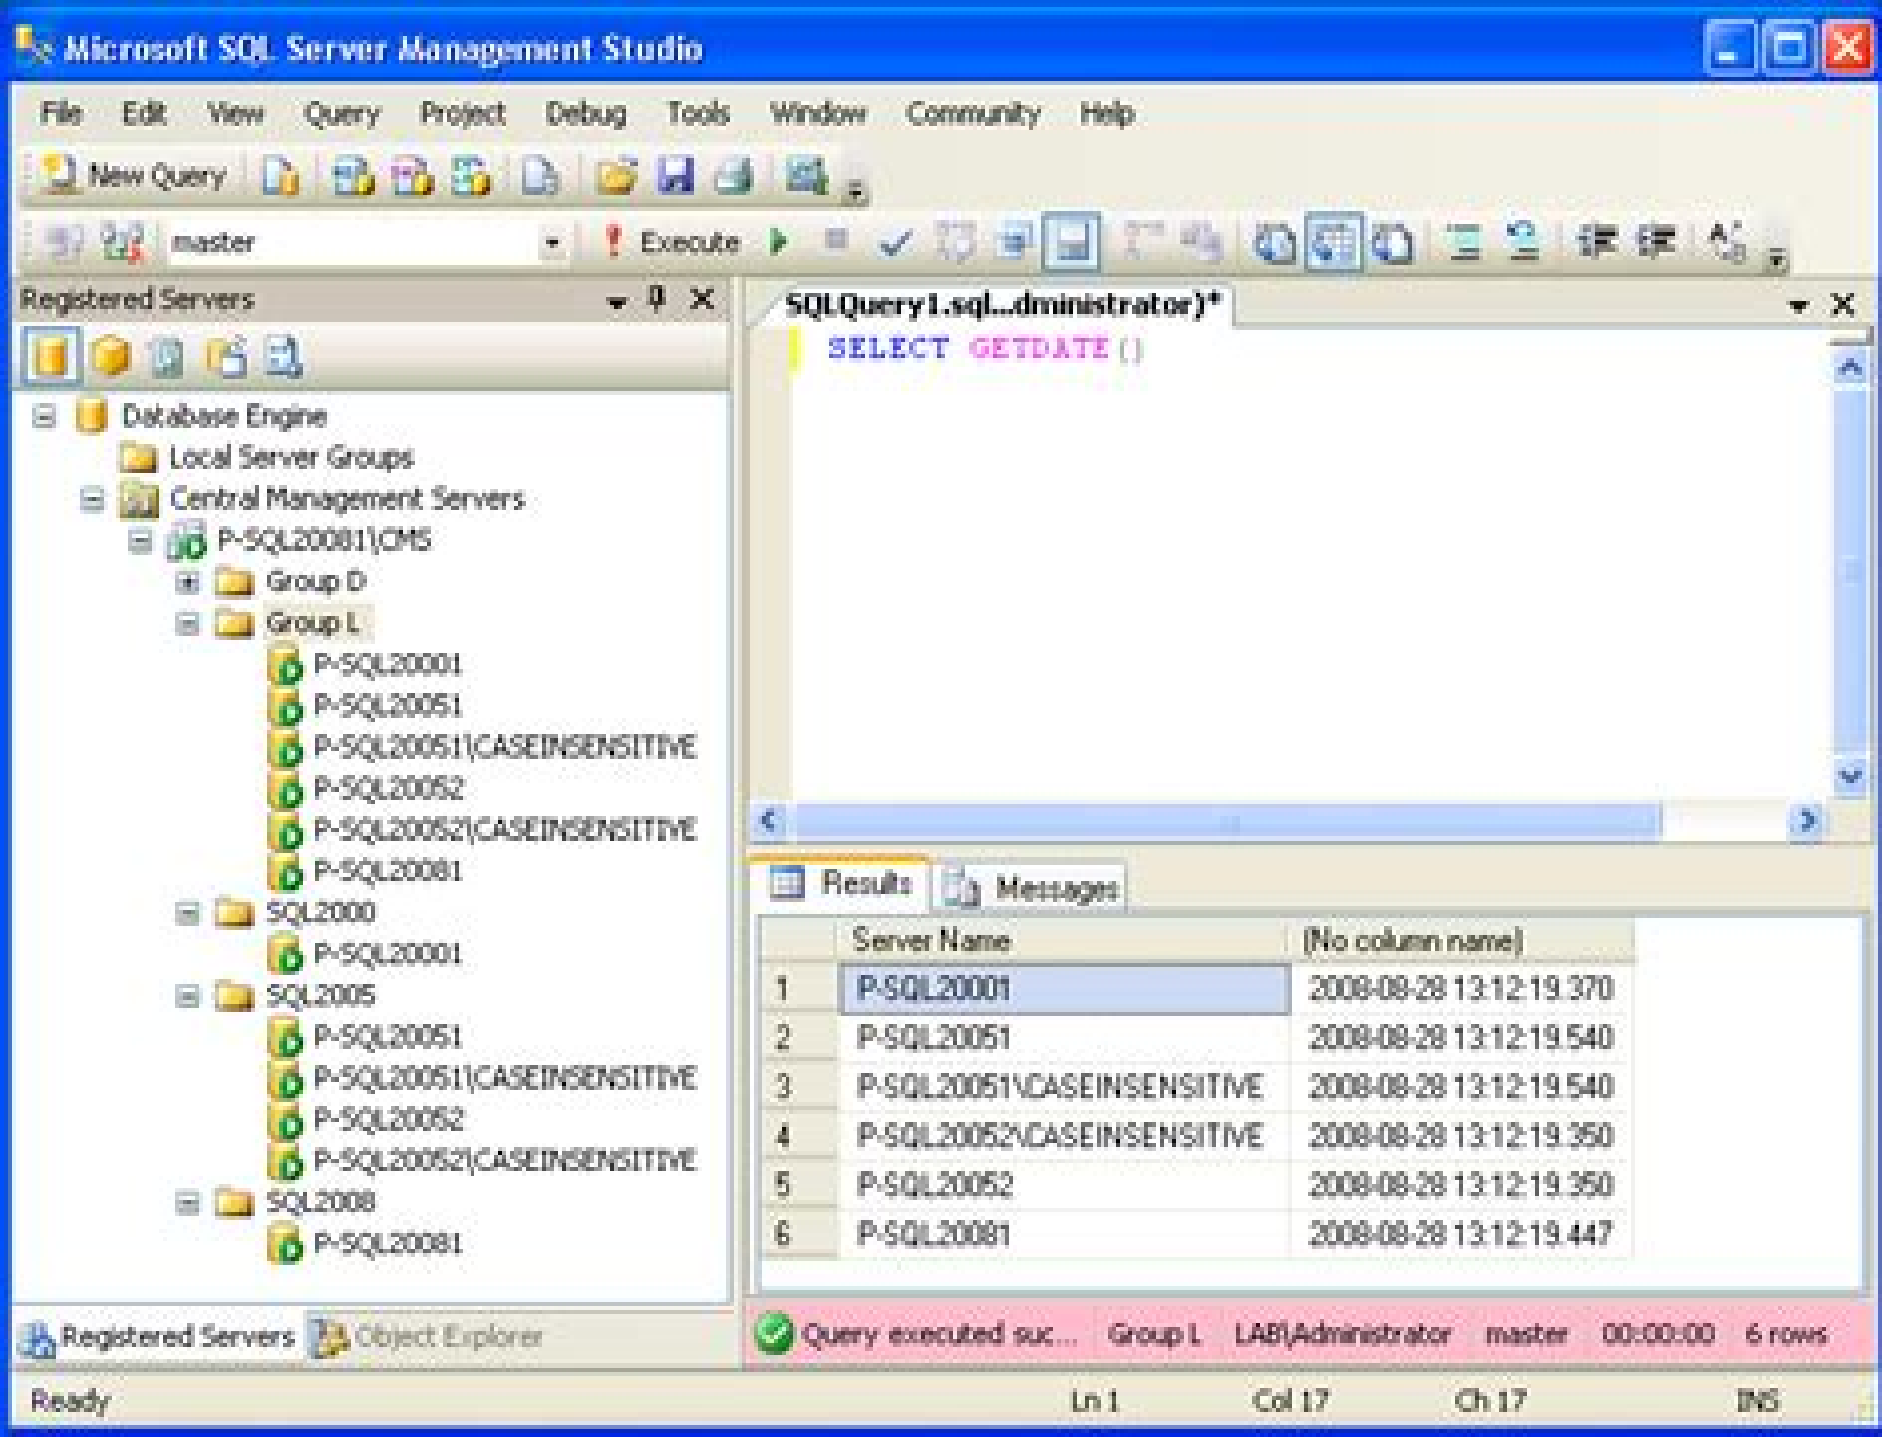 Microsoft SQL Server Management Studio
File Edit View Query Project Debug Tools Window Community Help
New Query
master Execute
Registered Servers
Database Engine
Local Server Groups
Central Management Servers
P-SQL20081\CMS
Group D
Group L
P-SQL20001
P-SQL20051
P-SQL20051\CASEINSENSITIVE
P-SQL20052
P-SQL20052\CASEINSENSITIVE
P-SQL20081
SQL2000
P-SQL20001
SQL2005
P-SQL20051
P-SQL20051\CASEINSENSITIVE
P-SQL20052
P-SQL20052\CASEINSENSITIVE
SQL2008
P-SQL20081
Registered Servers Object Explorer
SQLQuery1.sql...dministrator)*
SELECT GETDATE()
Results Messages
Server Name (No column name)
1 P-SQL20001 2008-08-28 13:12:19.370
2 P-SQL20051 2008-08-28 13:12:19.540
3 P-SQL20051\CASEINSENSITIVE 2008-08-28 13:12:19.540
4 P-SQL20052\CASEINSENSITIVE 2008-08-28 13:12:19.350
5 P-SQL20052 2008-08-28 13:12:19.350
6 P-SQL20081 2008-08-28 13:12:19.447
Query executed suc... Group L LAB\Administrator master 00:00:00 6 rows
Ready Ln 1 Col 17 Ch 17 INS